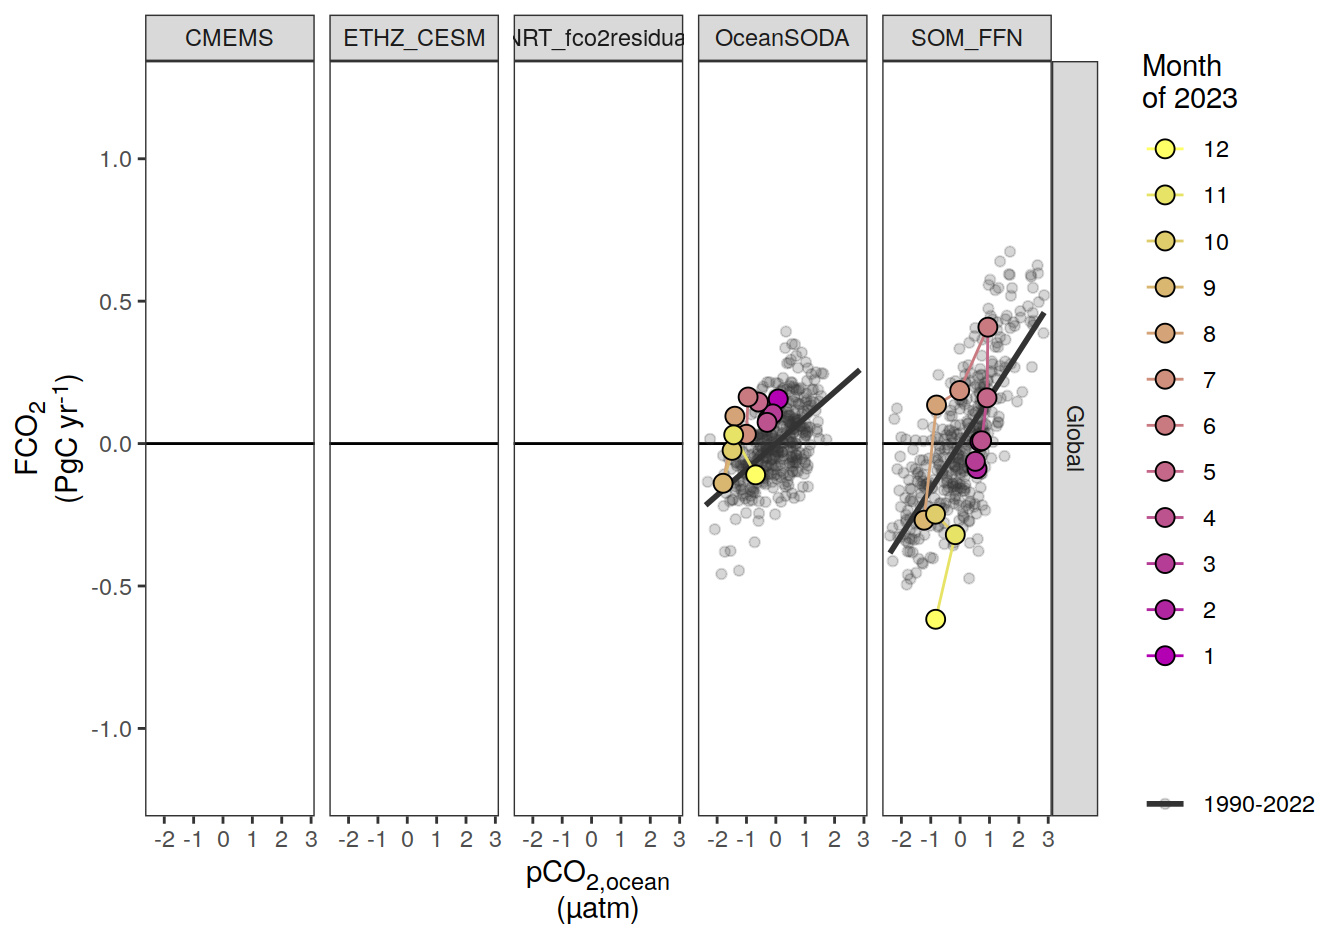 CMEMS ETHZ_CESM NRT_fco2residua OceanSODA SOM_FFN
Global
FCO2
(PgC yr-1)
1.0
0.5
0.0
-0.5
-1.0
-2 -1 0 1 2 3 -2 -1 0 1 2 3 -2 -1 0 1 2 3 -2 -1 0 1 2 3 -2 -1 0 1 2 3
pCO2,ocean
(µatm)
Month
of 2023
12
11
10
9
8
7
6
5
4
3
2
1
1990-2022